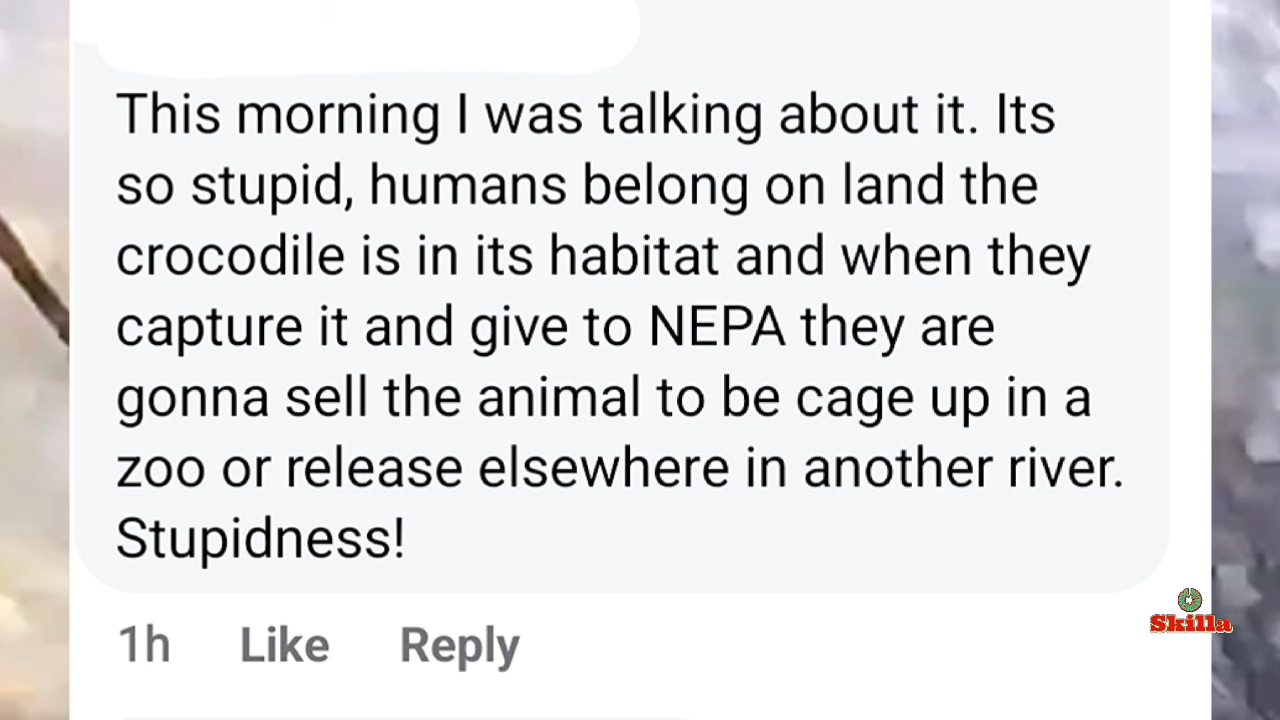 This morning I was talking about it. Its
so stupid, humans belong on land the
crocodile is in its habitat and when they
capture it and give to NEPA they are
gonna sell the animal to be cage up in a
zoo or release elsewhere in another river.
Stupidness!
1h Like Reply
Skilla